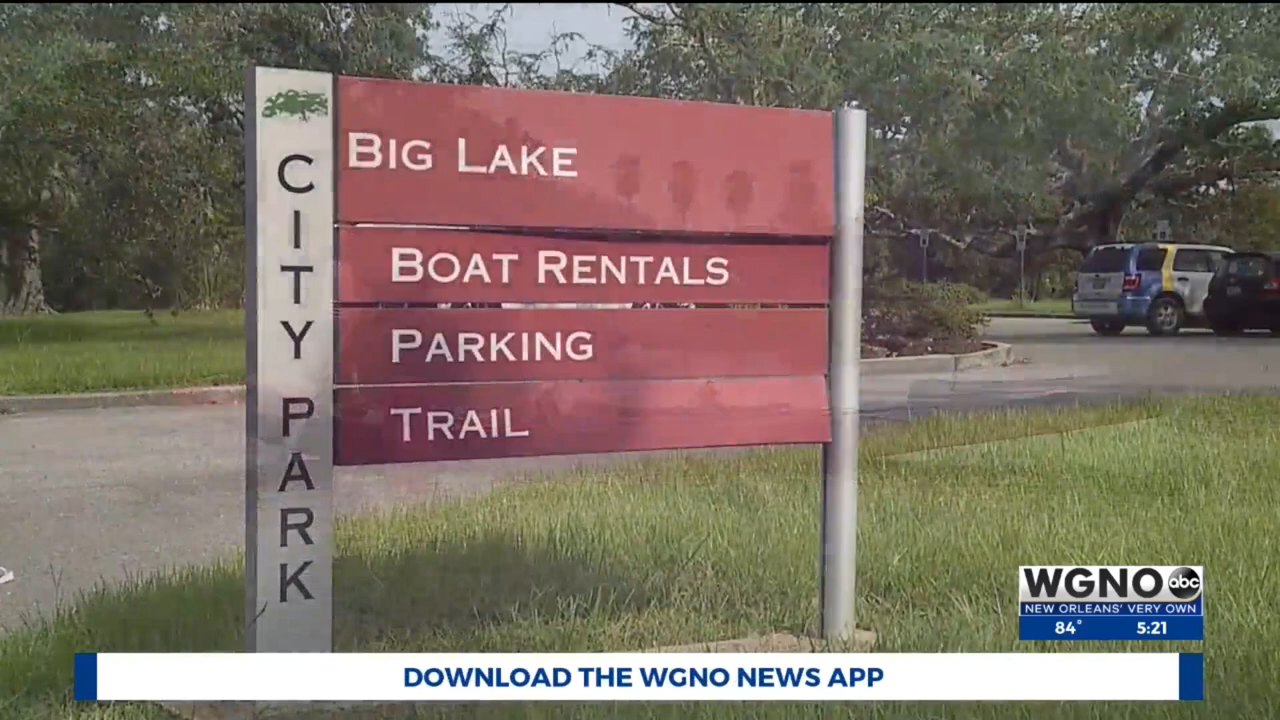 CITY PARK
BIG LAKE
BOAT RENTALS
PARKING
TRAIL
WGNO abc
NEW ORLEANS' VERY OWN
84° 5:21
DOWNLOAD THE WGNO NEWS APP